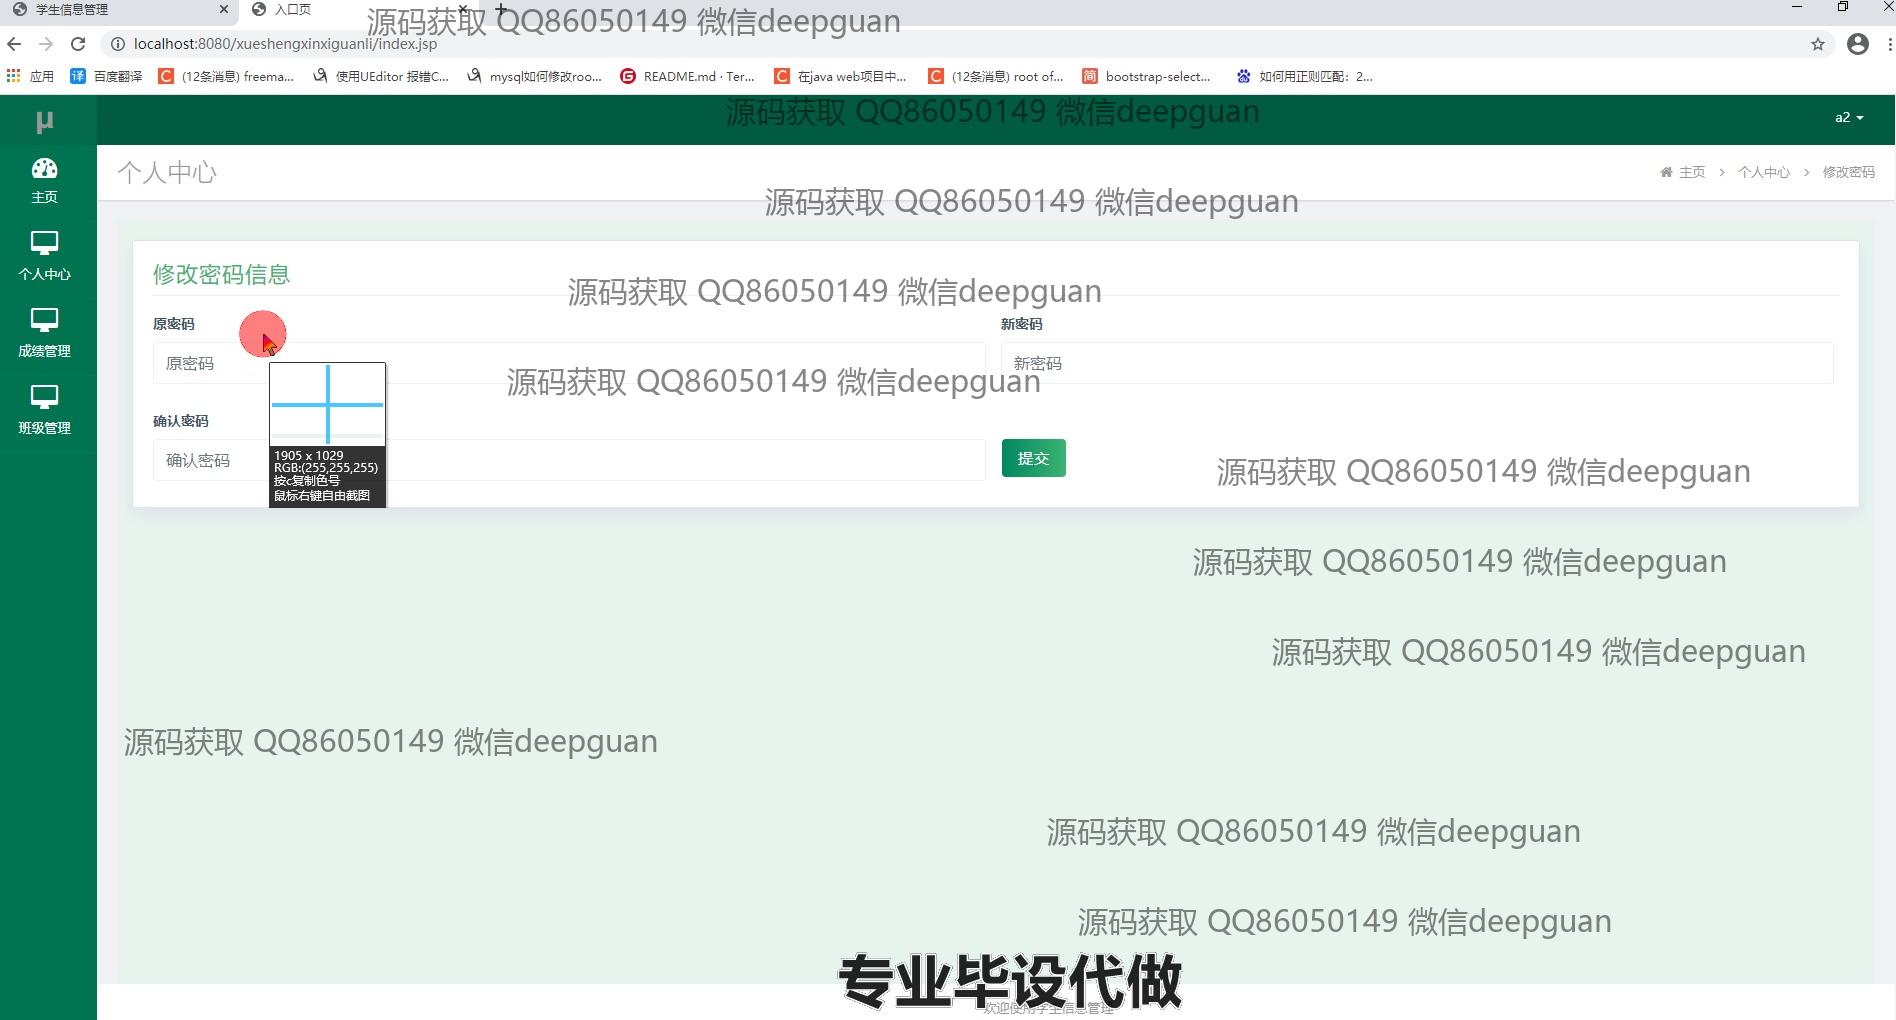 学生信息管理
入口页
源码获取 QQ86050149 微信deepguan
localhost:8080/xueshengxinxiguanli/index.jsp
应用
译 百度翻译
C (12条消息) freema...
使用UEditor 报错C...
mysql如何修改roo...
G README.md · Ter...
C 在java web项目中...
C (12条消息) root of...
简 bootstrap-select...
如何用正则匹配：2...
μ
源码获取 QQ86050149 微信deepguan
a2
个人中心
主页 > 个人中心 > 修改密码
主页
源码获取 QQ86050149 微信deepguan
个人中心
修改密码信息
源码获取 QQ86050149 微信deepguan
原密码
新密码
成绩管理
原密码
新密码
源码获取 QQ86050149 微信deepguan
班级管理
确认密码
确认密码
提交
1905 x 1029
RGB:(255,255,255)
按c复制色号
鼠标右键自由截图
源码获取 QQ86050149 微信deepguan
源码获取 QQ86050149 微信deepguan
源码获取 QQ86050149 微信deepguan
源码获取 QQ86050149 微信deepguan
源码获取 QQ86050149 微信deepguan
源码获取 QQ86050149 微信deepguan
专业毕设代做
欢迎使用学生信息管理